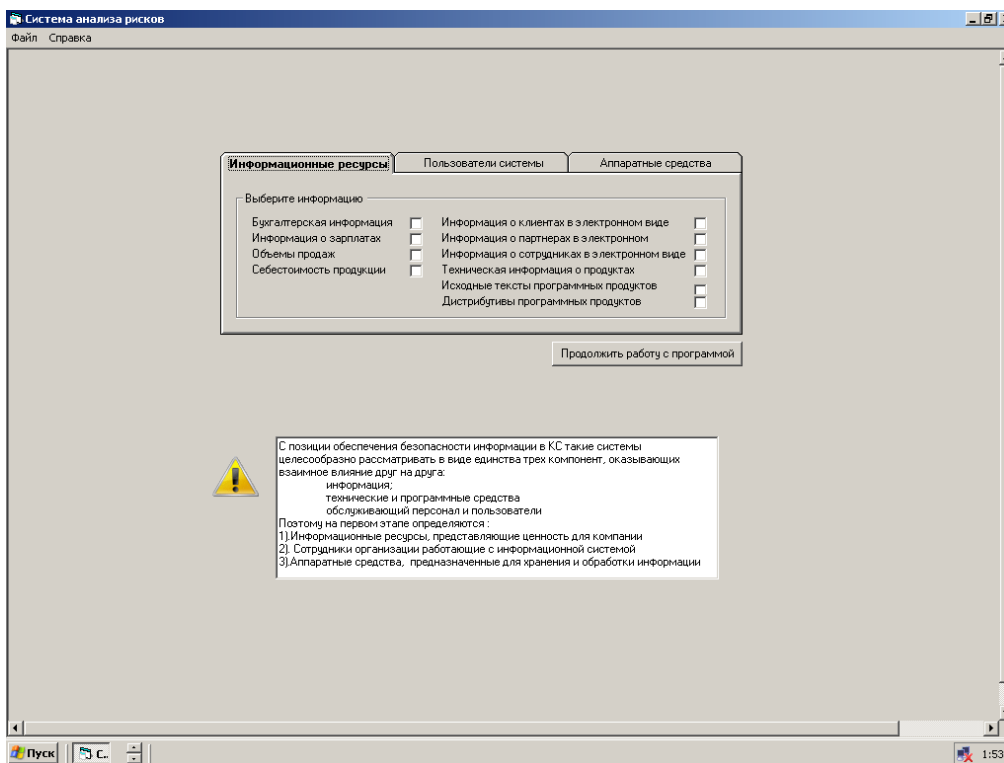 Система анализа рисков
Файл Справка
Информационные ресурсы Пользователи системы Аппаратные средства
Выберите информацию
Бухгалтерская информация Информация о клиентах в электронном виде
Информация о зарплатах Информация о партнерах в электронном
Объемы продаж Информация о сотрудниках в электронном виде
Себестоимость продукции Техническая информация о продуктах
Исходные тексты программных продуктов
Дистрибутивы программных продуктов
Продолжить работу с программой
С позиции обеспечения безопасности информации в КС такие системы
целесообразно рассматривать в виде единства трех компонент, оказывающих
взаимное влияние друг на друга:
информация;
технические и программные средства
обслуживающий персонал и пользователи
Поэтому на первом этапе определяются :
1).Информационные ресурсы, представляющие ценность для компании
2). Сотрудники организации работающие с информационной системой
3).Аппаратные средства, предназначенные для хранения и обработки информации
Пуск С.. 1:53